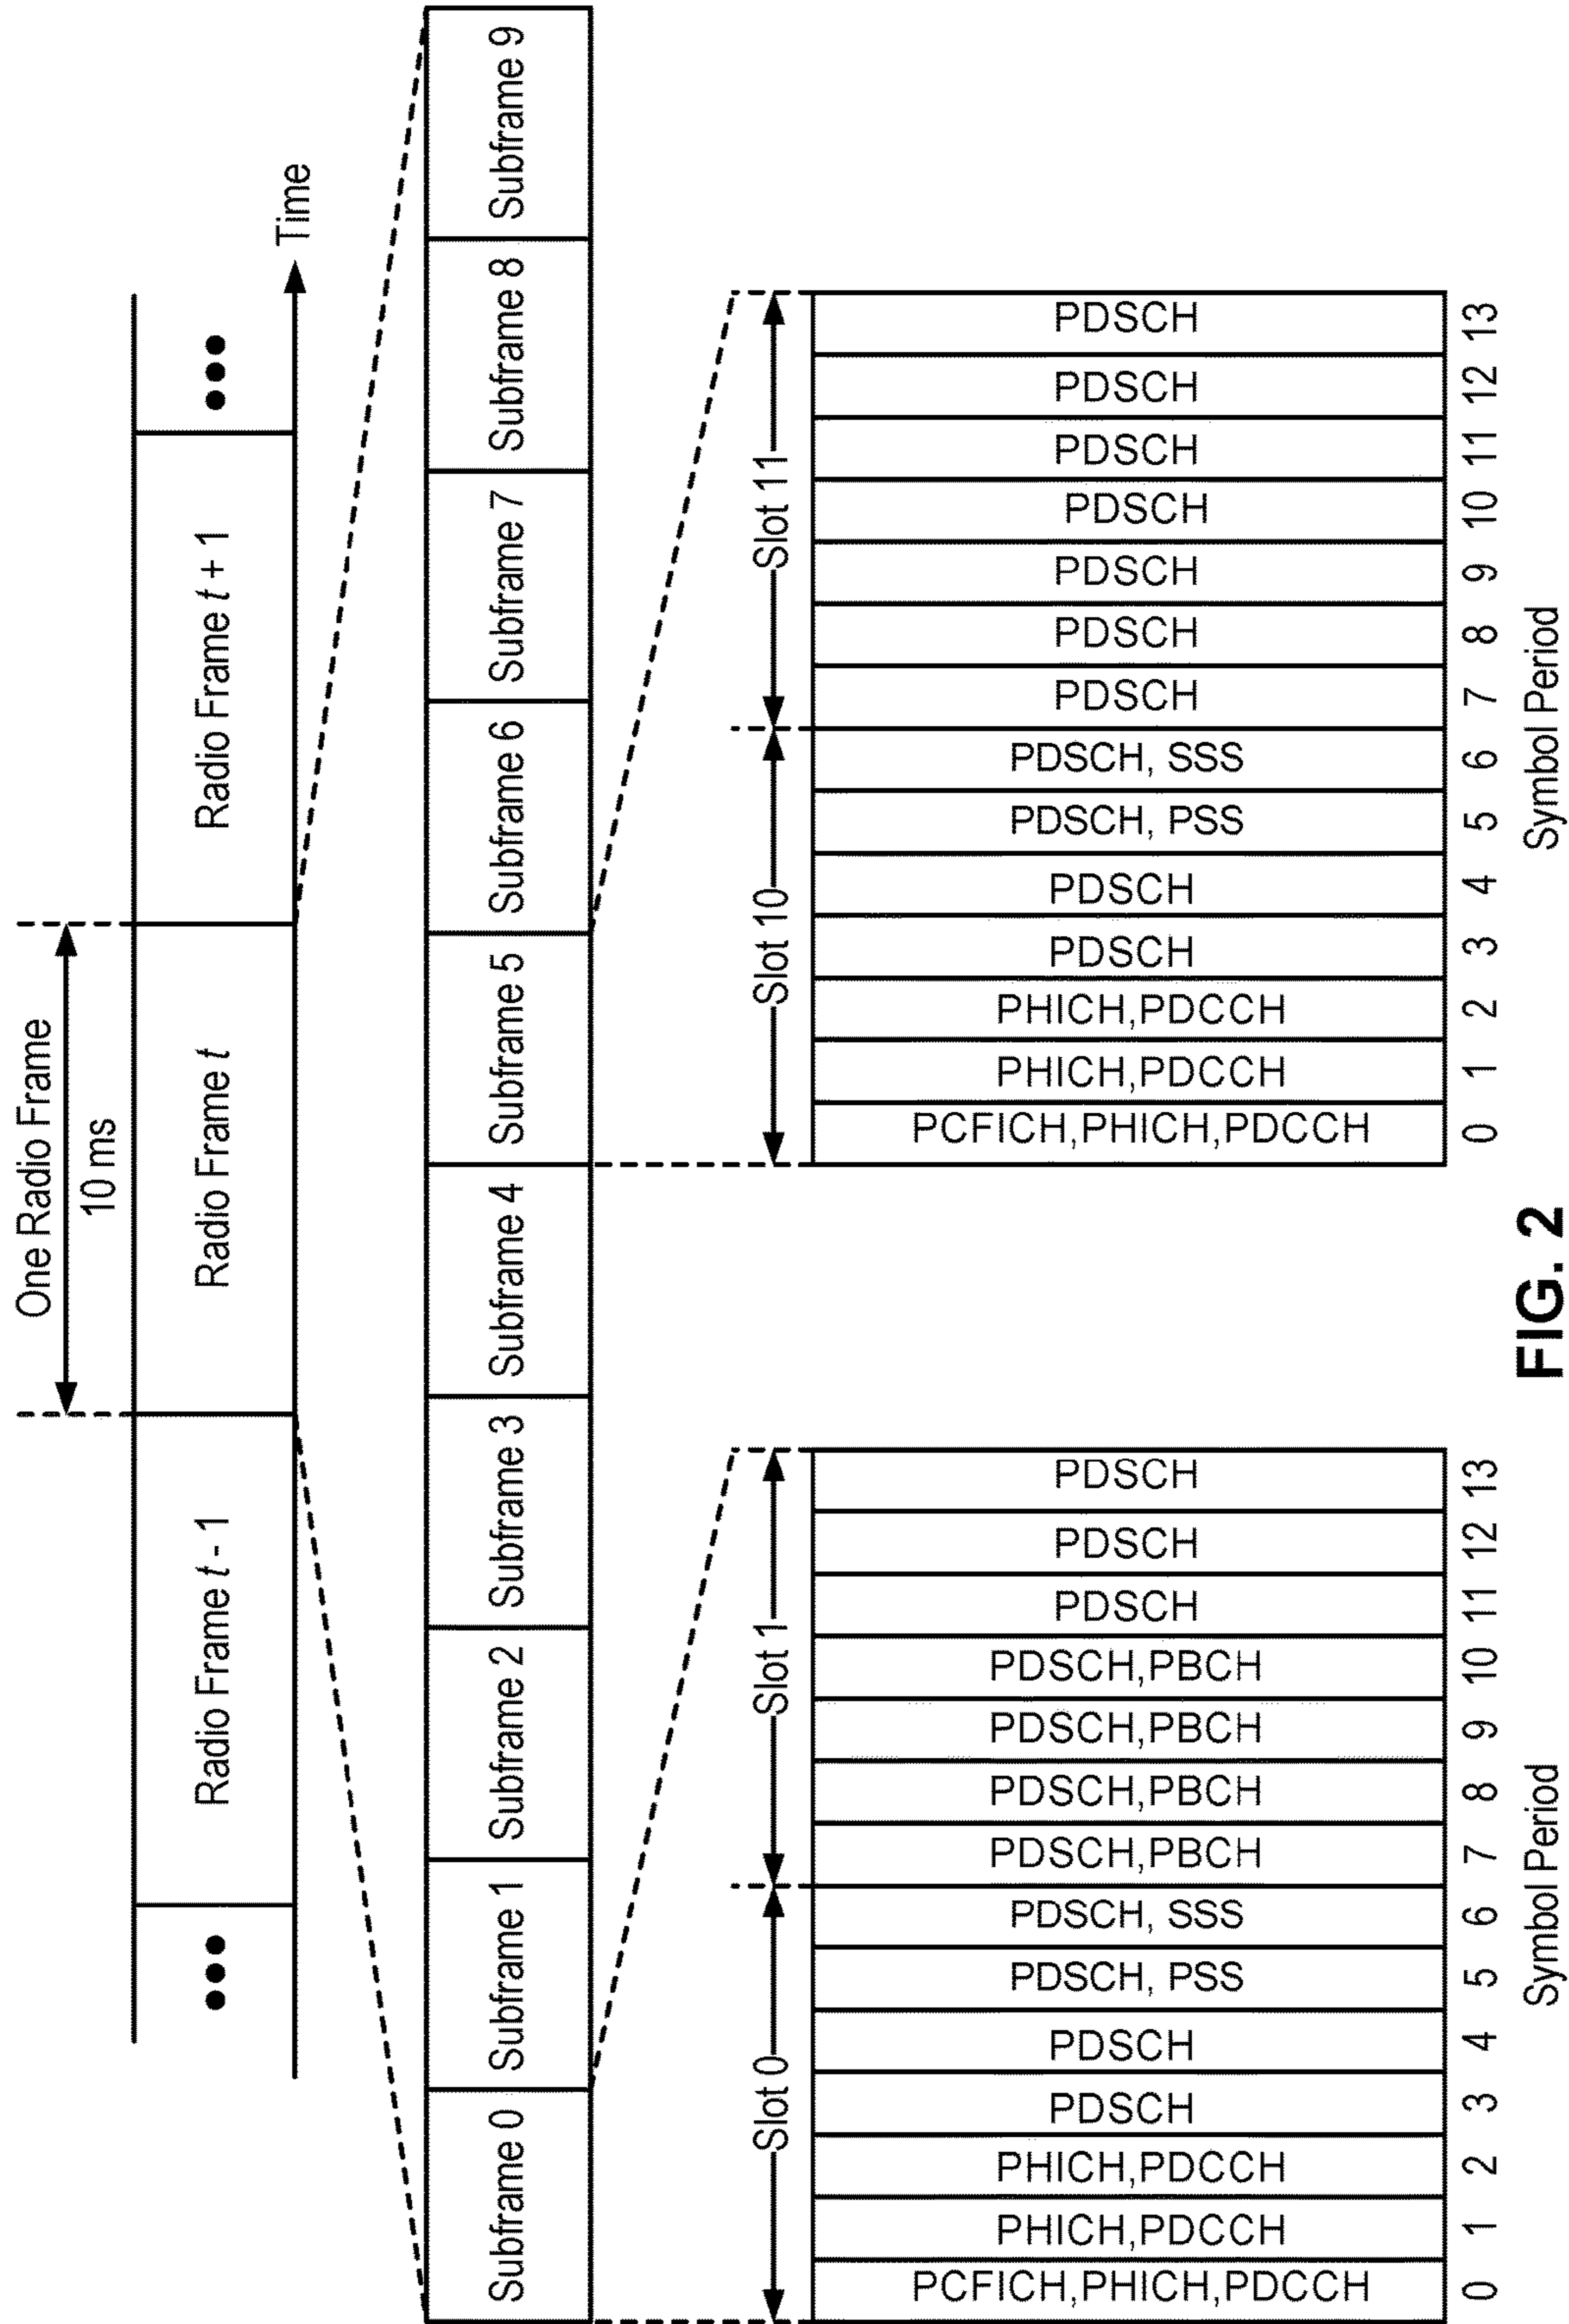 One Radio Frame
10 ms
Radio Frame t - 1
Radio Frame t
Radio Frame t + 1
Time
Subframe 0
Subframe 1
Subframe 2
Subframe 3
Subframe 4
Subframe 5
Subframe 6
Subframe 7
Subframe 8
Subframe 9
Slot 0
Slot 1
PCFICH,PHICH,PDCCH
PHICH,PDCCH
PHICH,PDCCH
PDSCH
PDSCH
PDSCH, PSS
PDSCH, SSS
PDSCH,PBCH
PDSCH,PBCH
PDSCH,PBCH
PDSCH,PBCH
PDSCH
PDSCH
PDSCH
0 1 2 3 4 5 6 7 8 9 10 11 12 13
Symbol Period
Slot 10
Slot 11
PCFICH,PHICH,PDCCH
PHICH,PDCCH
PHICH,PDCCH
PDSCH
PDSCH
PDSCH, PSS
PDSCH, SSS
PDSCH
PDSCH
PDSCH
PDSCH
PDSCH
PDSCH
PDSCH
0 1 2 3 4 5 6 7 8 9 10 11 12 13
Symbol Period
FIG. 2